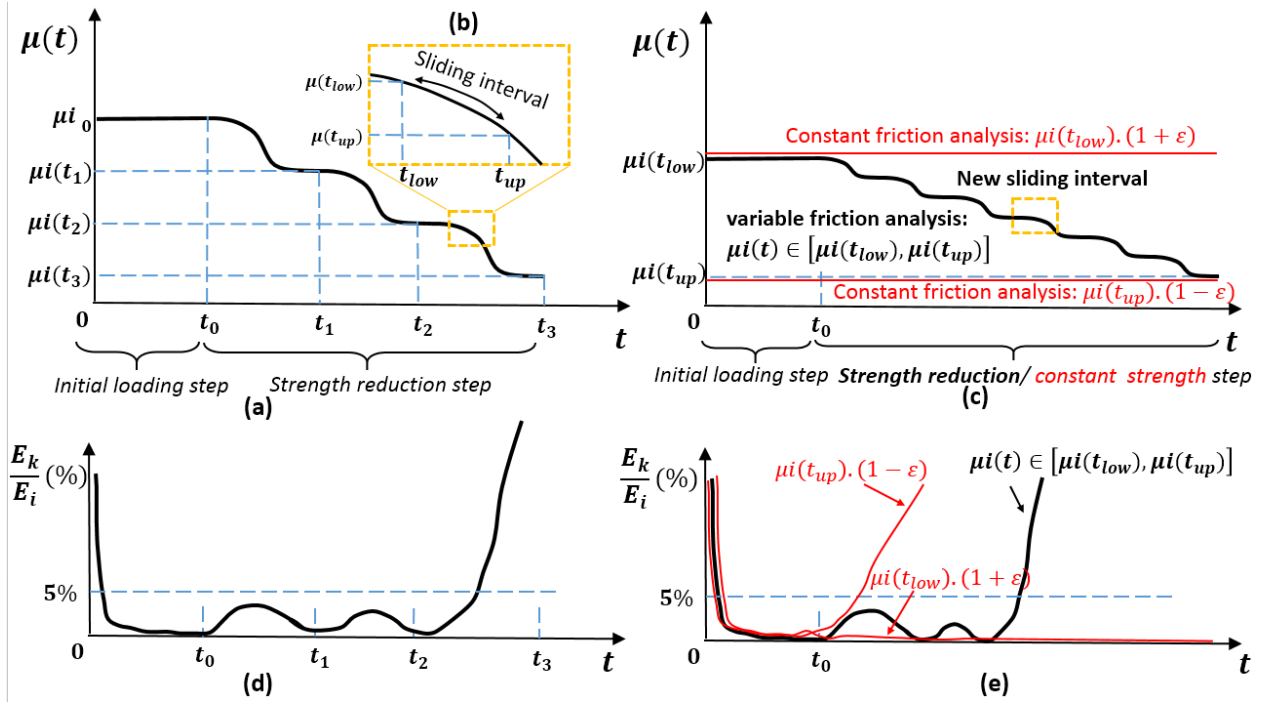 (b)
μ(t)
μ(t_low)
Sliding interval
μ(t_up)
t_low
t_up
μi_0
μi(t_1)
μi(t_2)
μi(t_3)
0
t_0
t_1
t_2
t_3
t
Initial loading step
Strength reduction step
(a)
(c)
μ(t)
Constant friction analysis: μi(t_low).(1 + ε)
μi(t_low)
New sliding interval
variable friction analysis:
μi(t) ∈ [μi(t_low), μi(t_up)]
μi(t_up)
Constant friction analysis: μi(t_up).(1 − ε)
0
t_0
t
Initial loading step
Strength reduction/ constant strength step
(c)
E_k/E_i (%)
5%
0
t_0
t_1
t_2
t_3
t
(d)
E_k/E_i (%)
μi(t_up).(1 − ε)
μi(t) ∈ [μi(t_low), μi(t_up)]
μi(t_low).(1 + ε)
5%
0
t_0
t
(e)